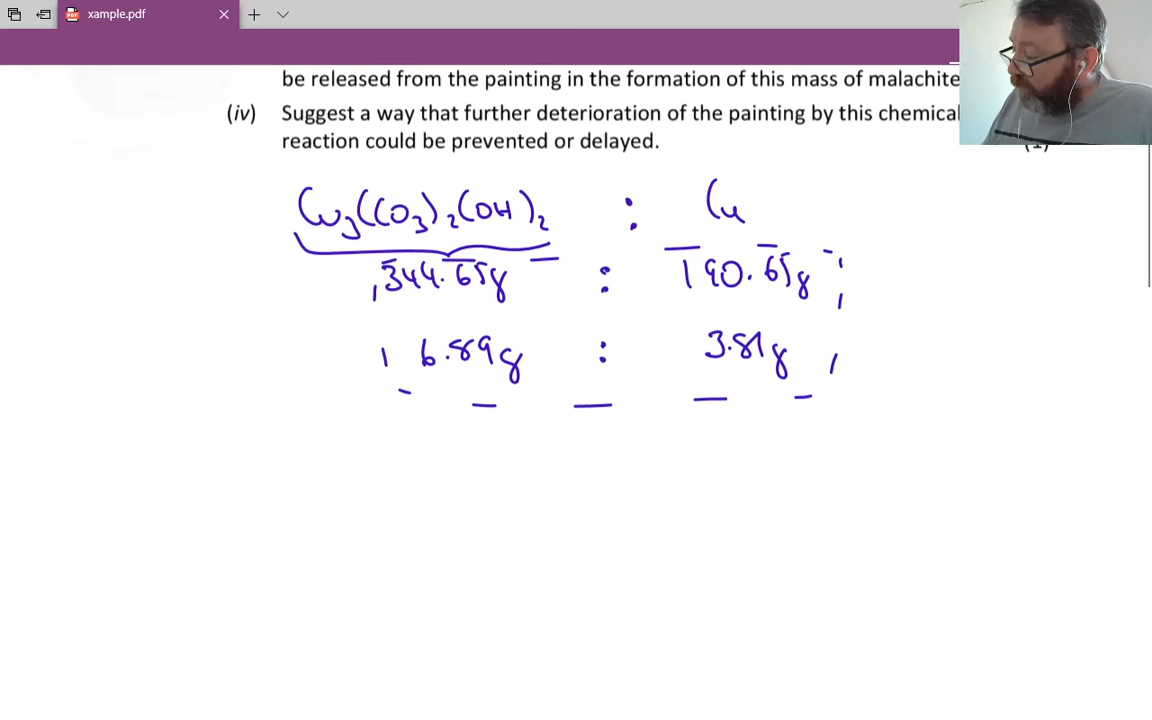 xample.pdf
be released from the painting in the formation of this mass of malachite
(iv) Suggest a way that further deterioration of the painting by this chemical
reaction could be prevented or delayed.
Cu₃(CO₃)₂(OH)₂ : Cu
344.65g : 190.65g
6.89g : 3.81g